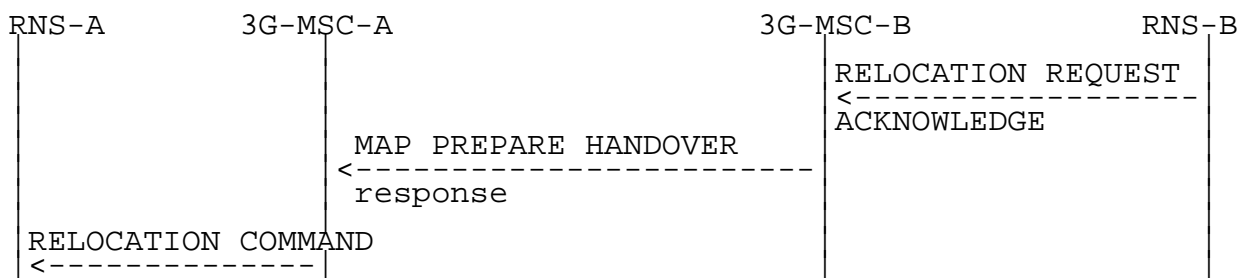 RNS-A 3G-MSC-A 3G-MSC-B RNS-B
RELOCATION REQUEST
ACKNOWLEDGE
MAP PREPARE HANDOVER
response
RELOCATION COMMAND